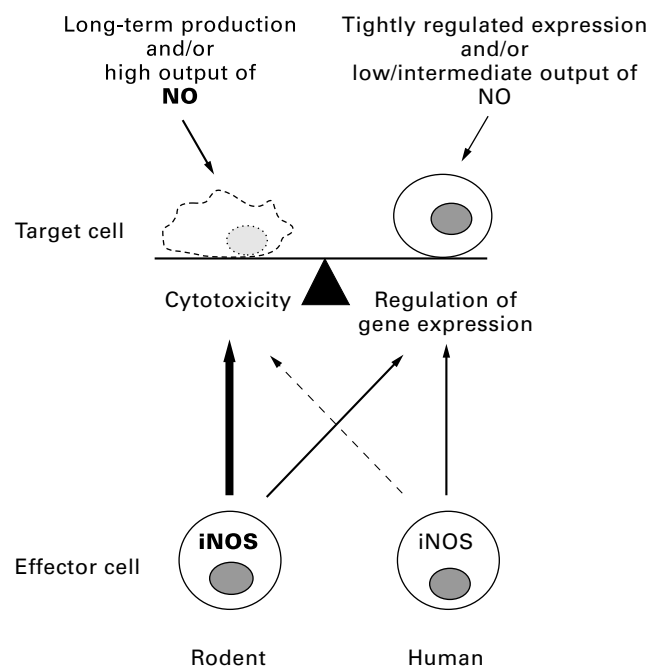 Long-term production
and/or
high output of
NO
Tightly regulated expression
and/or
low/intermediate output of
NO
Target cell
Cytotoxicity
Regulation of
gene expression
iNOS
iNOS
Effector cell
Rodent
Human